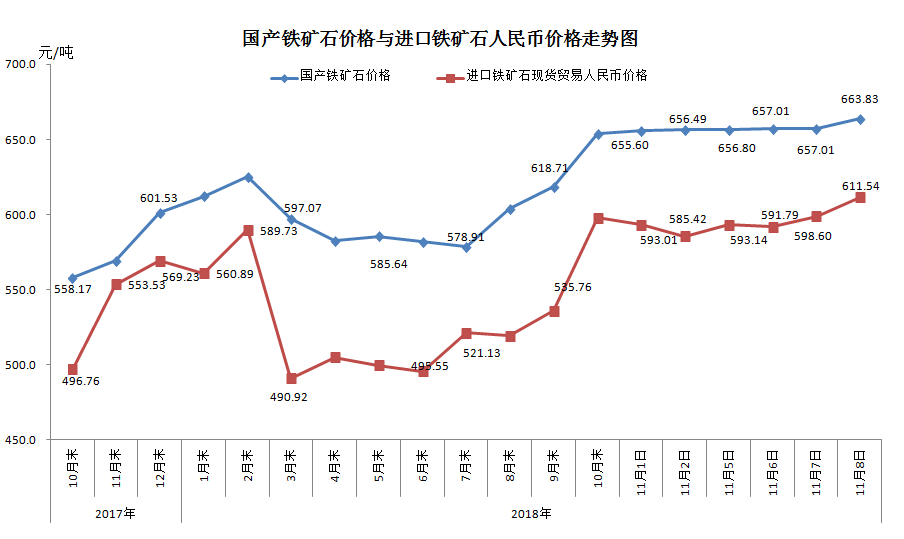 国产铁矿石价格与进口铁矿石人民币价格走势图
元/吨
国产铁矿石价格
进口铁矿石现货贸易人民币价格
700.0
650.0
600.0
550.0
500.0
450.0
558.17
601.53
597.07
585.64
578.91
618.71
655.60
656.49
656.80
657.01
657.01
663.83
496.76
553.53
569.23
560.89
589.73
490.92
495.55
521.13
535.76
593.01
585.42
593.14
591.79
598.60
611.54
10月末
11月末
12月末
1月末
2月末
3月末
4月末
5月末
6月末
7月末
8月末
9月末
10月末
11月1日
11月2日
11月5日
11月6日
11月7日
11月8日
2017年
2018年